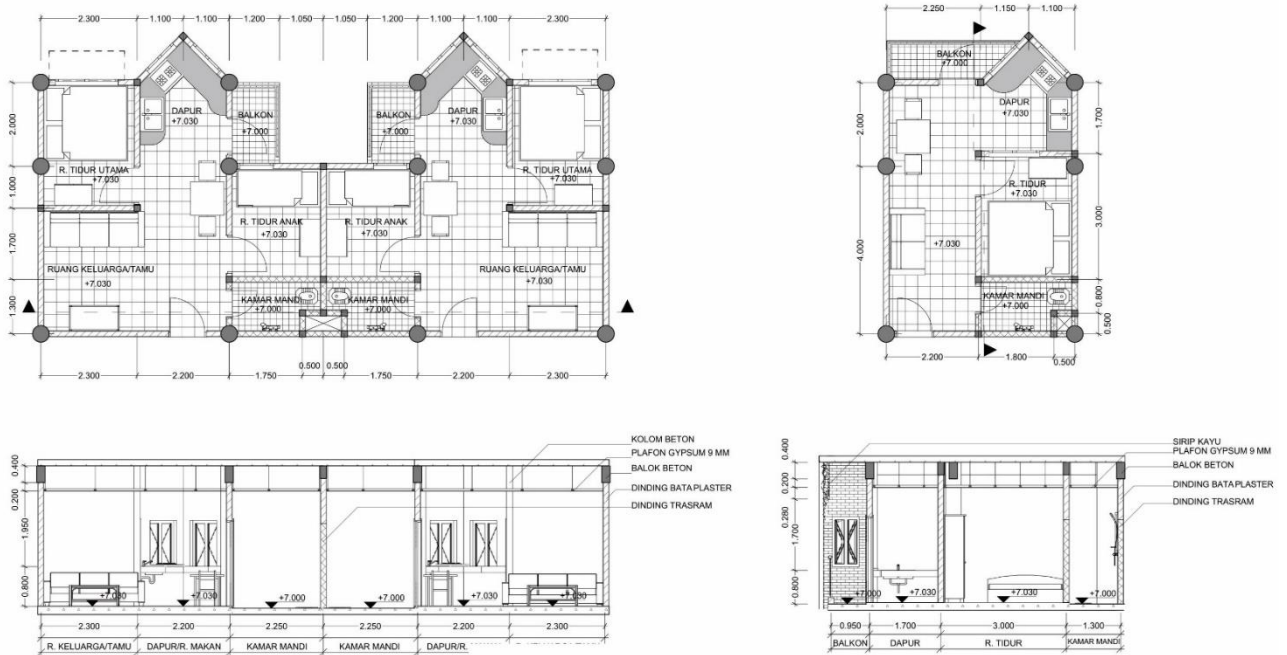 2.300 1.100 1.100 1.200 1.050 1.050 1.200 1.100 1.100 2.300
2.000
1.000
1.700
1.300
DAPUR
+7.030
BALKON
+7.000
BALKON
+7.000
DAPUR
+7.030
R. TIDUR UTAMA
+7.030
R. TIDUR UTAMA
+7.030
R. TIDUR ANAK
+7.030
R. TIDUR ANAK
+7.030
RUANG KELUARGA/TAMU
+7.030
RUANG KELUARGA/TAMU
+7.030
KAMAR MANDI
+7.000
KAMAR MANDI
+7.000
0.500 0.500
2.300 2.200 1.750 1.750 2.200 2.300
2.250 1.150 1.100
BALKON
+7.000
DAPUR
+7.030
2.000
4.000
1.700
3.000
0.800
0.500
R. TIDUR
+7.030
+7.030
KAMAR MANDI
+7.000
2.200 1.800 0.500
KOLOM BETON
PLAFON GYPSUM 9 MM
BALOK BETON
DINDING BATA PLASTER
DINDING TRASRAM
0.400
0.200
1.950
0.800
+7.030 +7.030 +7.000 +7.000 +7.030 +7.030
2.300 2.200 2.250 2.250 2.200 2.300
R. KELUARGA/TAMU DAPUR/R. MAKAN KAMAR MANDI KAMAR MANDI DAPUR/R.
SIRIP KAYU
PLAFON GYPSUM 9 MM
BALOK BETON
DINDING BATA PLASTER
DINDING TRASRAM
0.400
0.200
0.280
1.700
0.800
+7.000 +7.030 +7.030 +7.000
0.950 1.700 3.000 1.300
BALKON DAPUR R. TIDUR KAMAR MANDI